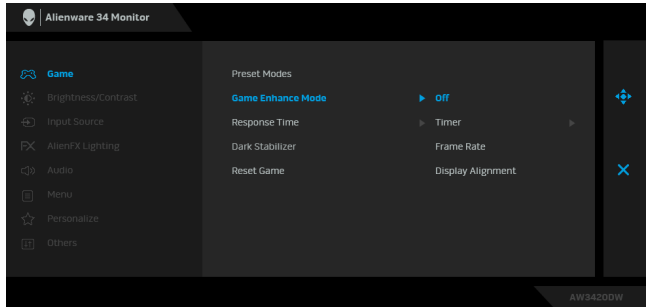 Alienware 34 Monitor
Game
Preset Modes
Brightness/Contrast
Game Enhance Mode
Off
Input Source
Response Time
Timer
AlienFX Lighting
Dark Stabilizer
Frame Rate
Audio
Reset Game
Display Alignment
Menu
Personalize
Others
AW3420DW